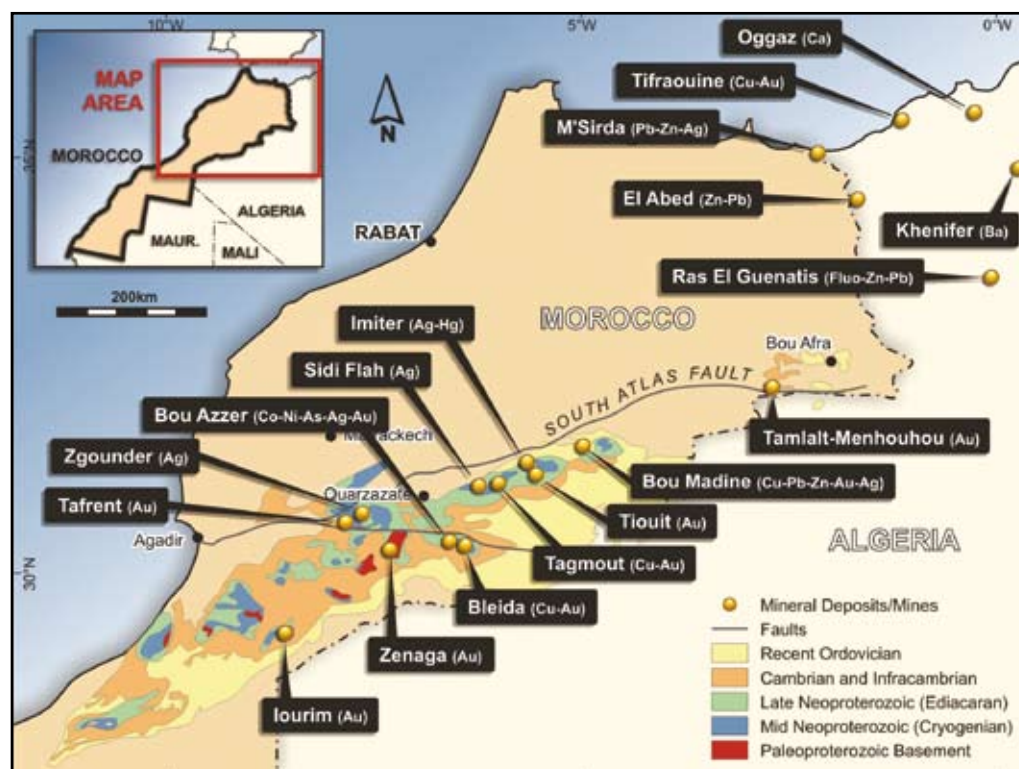 10°W
5°W
0°W
MAP
AREA
MOROCCO
ALGERIA
MAUR.
MALI
N
35°N
200km
RABAT
Oggaz (Ca)
Tifraouine (Cu-Au)
M'Sirda (Pb-Zn-Ag)
El Abed (Zn-Pb)
Khenifer (Ba)
Ras El Guenatis (Fluo-Zn-Pb)
MOROCCO
Imiter (Ag-Hg)
Bou Afra
Sidi Flah (Ag)
SOUTH ATLAS FAULT
Bou Azzer (Co-Ni-As-Ag-Au)
Tamlalt-Menhouhou (Au)
Zgounder (Ag)
Bou Madine (Cu-Pb-Zn-Au-Ag)
Quarzazate
Tafrent (Au)
Tiouit (Au)
Agadir
ALGERIA
Tagmout (Cu-Au)
30°N
Bleida (Cu-Au)
Zenaga (Au)
Iourim (Au)
Mineral Deposits/Mines
Faults
Recent Ordovician
Cambrian and Infracambrian
Late Neoproterozoic (Ediacaran)
Mid Neoproterozoic (Cryogenian)
Paleoproterozoic Basement